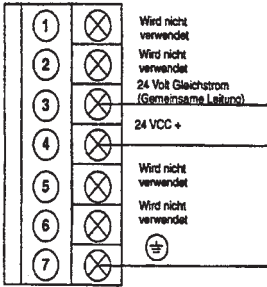 1
Wird nicht
verwendet
2
Wird nicht
verwendet
3
24 Volt Gleichstrom
(Gemeinsame Leitung)
4
24 VCC +
5
Wird nicht
verwendet
6
Wird nicht
verwendet
7